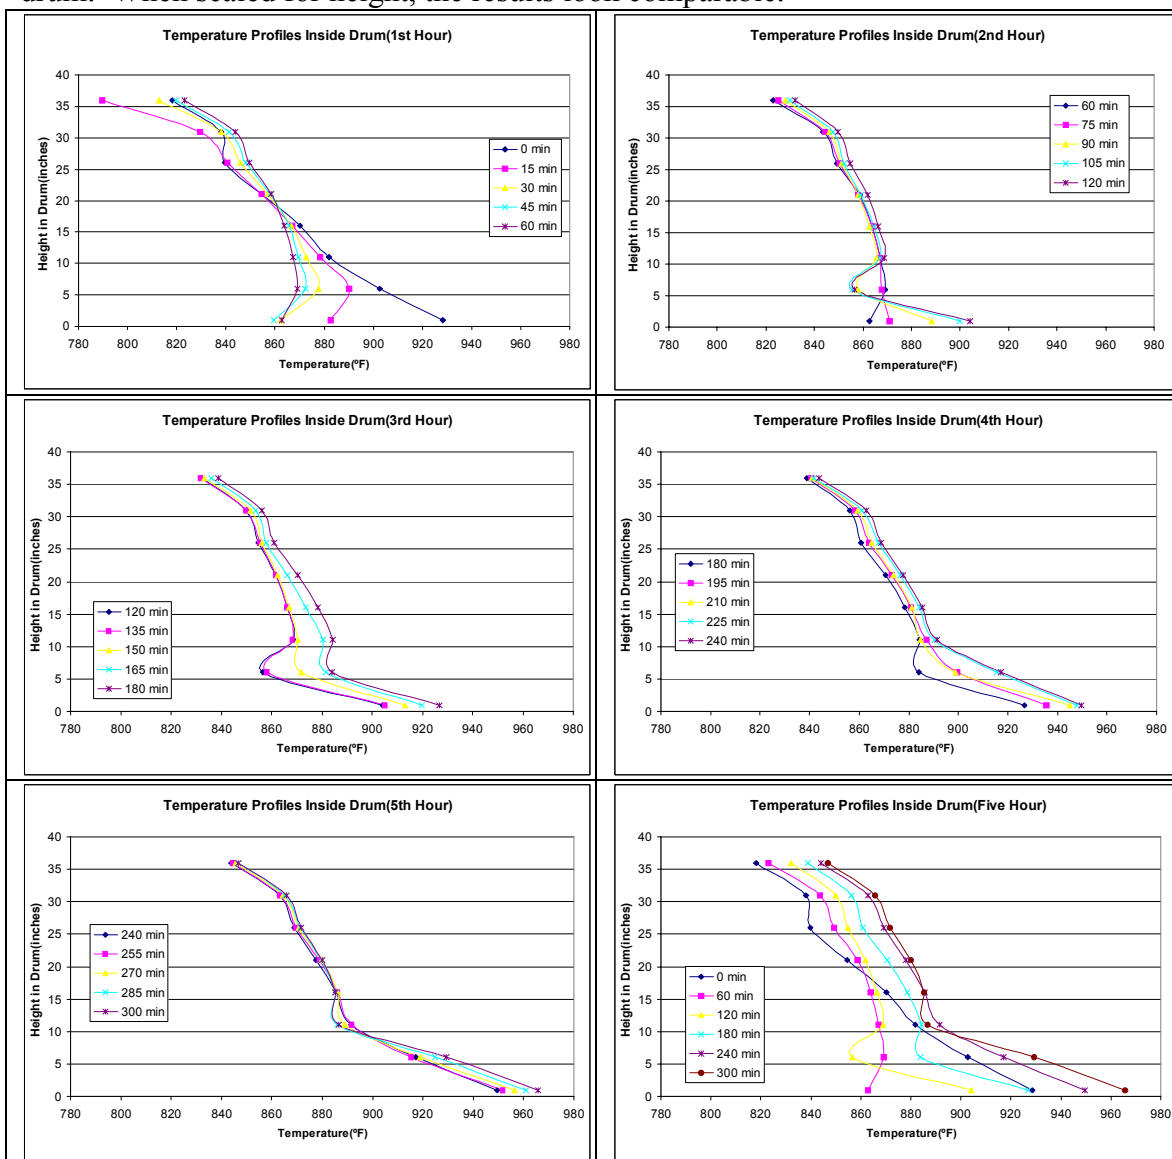 drum. When scaled for height, the results look comparable.
Temperature Profiles Inside Drum(1st Hour)
Height in Drum(inches)
40
35
30
25
20
15
10
5
0
0 min
15 min
30 min
45 min
60 min
780 800 820 840 860 880 900 920 940 960 980
Temperature(ºF)
Temperature Profiles Inside Drum(2nd Hour)
Height in Drum(inches)
40
35
30
25
20
15
10
5
0
60 min
75 min
90 min
105 min
120 min
780 800 820 840 860 880 900 920 940 960 980
Temperature(ºF)
Temperature Profiles Inside Drum(3rd Hour)
Height in Drum(inches)
40
35
30
25
20
15
10
5
0
120 min
135 min
150 min
165 min
180 min
780 800 820 840 860 880 900 920 940 960 980
Temperature(ºF)
Temperature Profiles Inside Drum(4th Hour)
Height in Drum(inches)
40
35
30
25
20
15
10
5
0
180 min
195 min
210 min
225 min
240 min
780 800 820 840 860 880 900 920 940 960 980
Temperature(ºF)
Temperature Profiles Inside Drum(5th Hour)
Height in Drum(inches)
40
35
30
25
20
15
10
5
0
240 min
255 min
270 min
285 min
300 min
780 800 820 840 860 880 900 920 940 960 980
Temperature(ºF)
Temperature Profiles Inside Drum(Five Hour)
Height in Drum(inches)
40
35
30
25
20
15
10
5
0
0 min
60 min
120 min
180 min
240 min
300 min
780 800 820 840 860 880 900 920 940 960 980
Temperature(ºF)